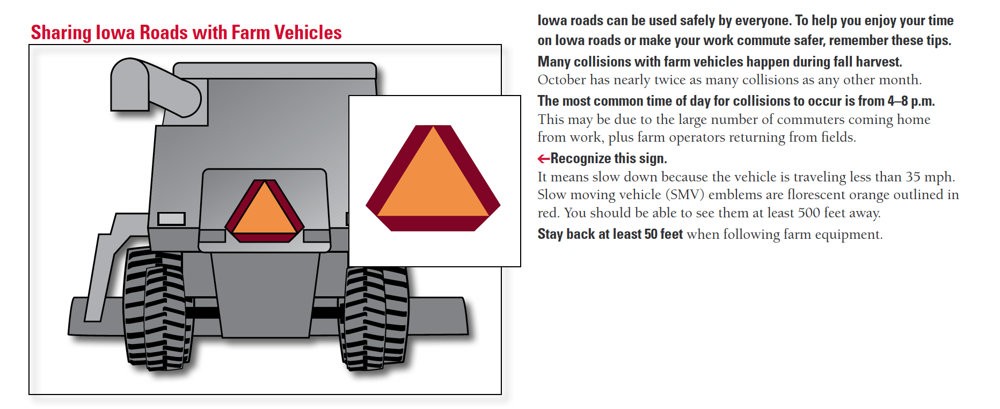 Sharing Iowa Roads with Farm Vehicles
Iowa roads can be used safely by everyone. To help you enjoy your time
on Iowa roads or make your work commute safer, remember these tips.
Many collisions with farm vehicles happen during fall harvest.
October has nearly twice as many collisions as any other month.
The most common time of day for collisions to occur is from 4–8 p.m.
This may be due to the large number of commuters coming home
from work, plus farm operators returning from fields.
←Recognize this sign.
It means slow down because the vehicle is traveling less than 35 mph.
Slow moving vehicle (SMV) emblems are florescent orange outlined in
red. You should be able to see them at least 500 feet away.
Stay back at least 50 feet when following farm equipment.